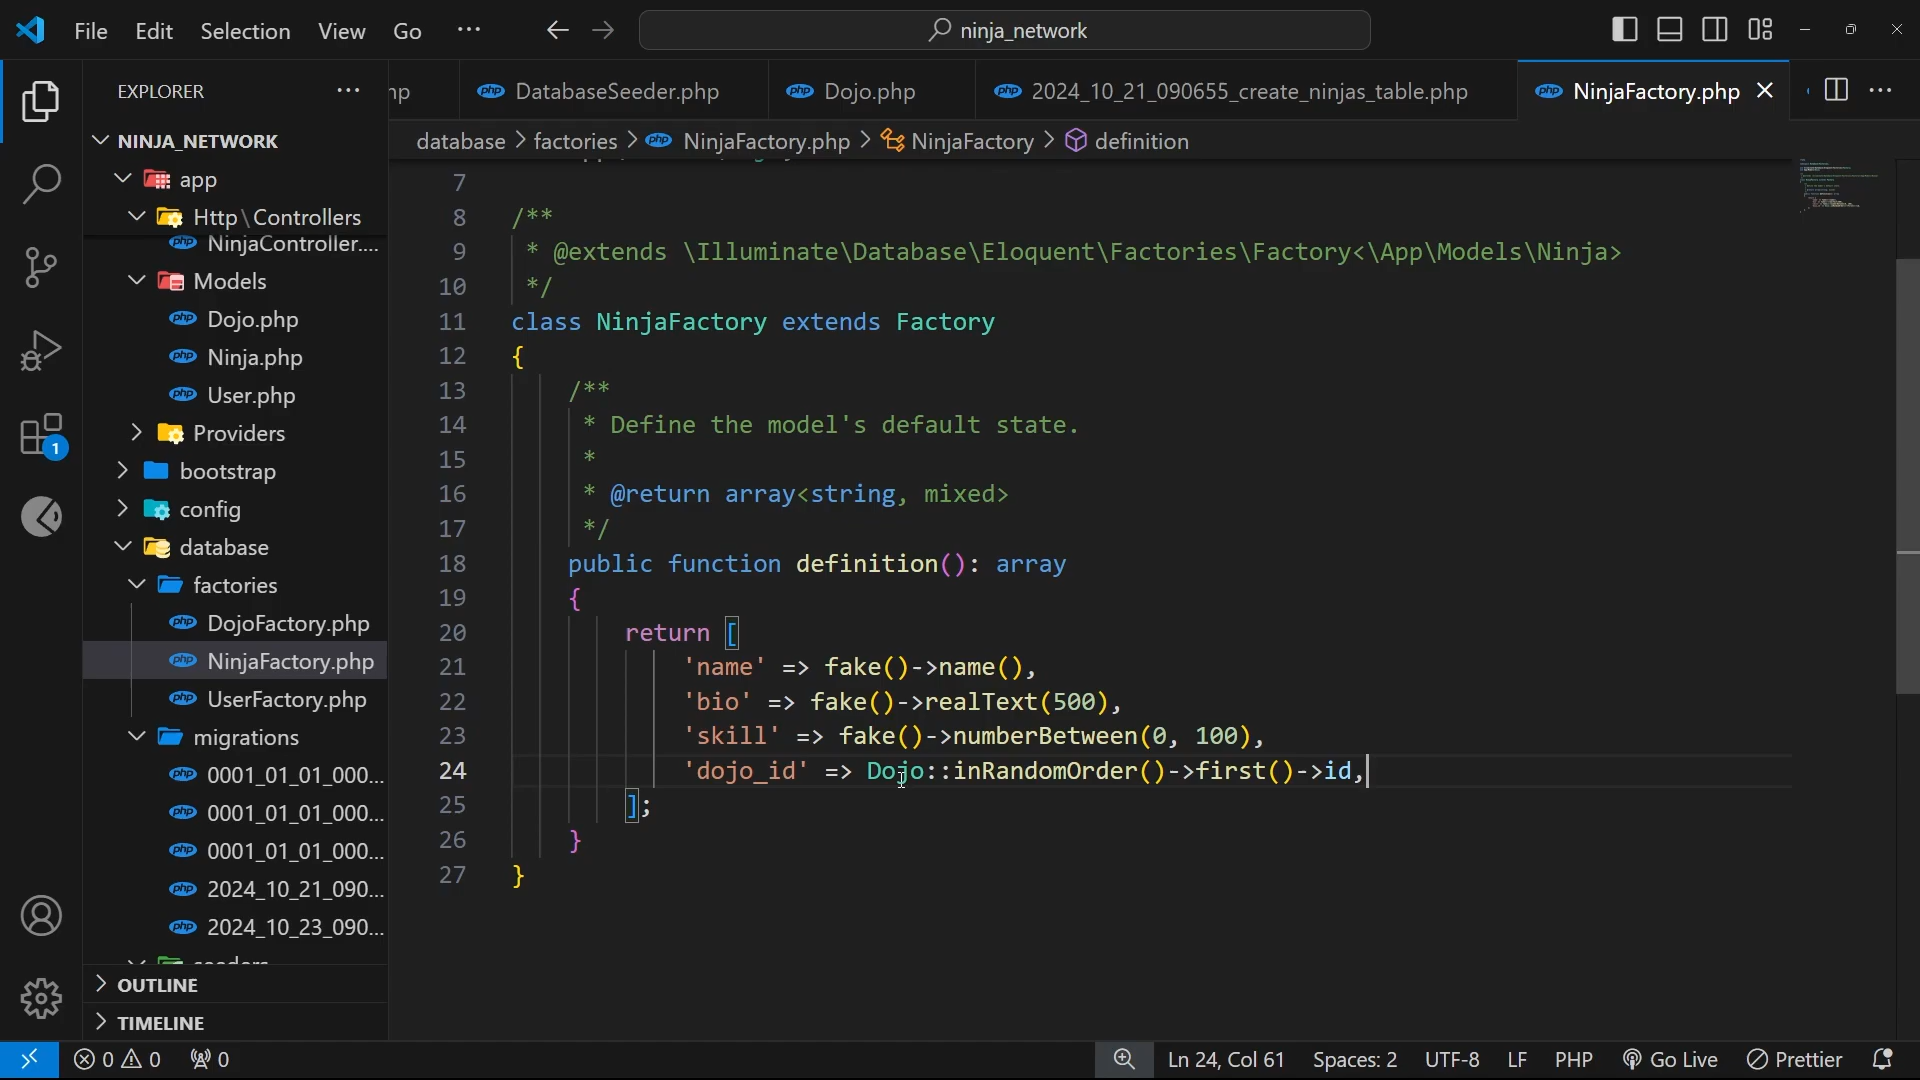 File Edit Selection View Go ··· ninja_network
EXPLORER ···
NINJA_NETWORK
app
Http\Controllers
NinjaController....
Models
Dojo.php
Ninja.php
User.php
Providers
bootstrap
config
database
factories
DojoFactory.php
NinjaFactory.php
UserFactory.php
migrations
0001_01_01_000...
0001_01_01_000...
0001_01_01_000...
2024_10_21_090...
2024_10_23_090...
OUTLINE
TIMELINE
hp php DatabaseSeeder.php php Dojo.php php 2024_10_21_090655_create_ninjas_table.php php NinjaFactory.php ···
database > factories > php NinjaFactory.php > NinjaFactory > definition
7
8 /**
9 * @extends \Illuminate\Database\Eloquent\Factories\Factory<\App\Models\Ninja>
10 */
11 class NinjaFactory extends Factory
12 {
13 /**
14 * Define the model's default state.
15 *
16 * @return array<string, mixed>
17 */
18 public function definition(): array
19 {
20 return [
21 'name' => fake()->name(),
22 'bio' => fake()->realText(500),
23 'skill' => fake()->numberBetween(0, 100),
24 'dojo_id' => Dojo::inRandomOrder()->first()->id,
25 ];
26 }
27 }
1
0 0 0 Ln 24, Col 61 Spaces: 2 UTF-8 LF PHP Go Live Prettier